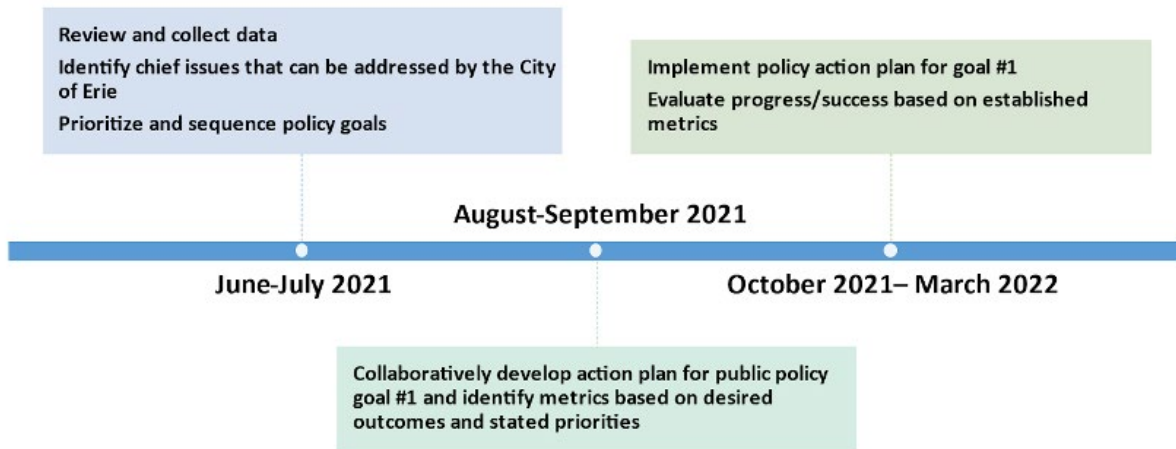 Review and collect data
Identify chief issues that can be addressed by the City
of Erie
Prioritize and sequence policy goals
Implement policy action plan for goal #1
Evaluate progress/success based on established
metrics
August-September 2021
June-July 2021
October 2021– March 2022
Collaboratively develop action plan for public policy
goal #1 and identify metrics based on desired
outcomes and stated priorities